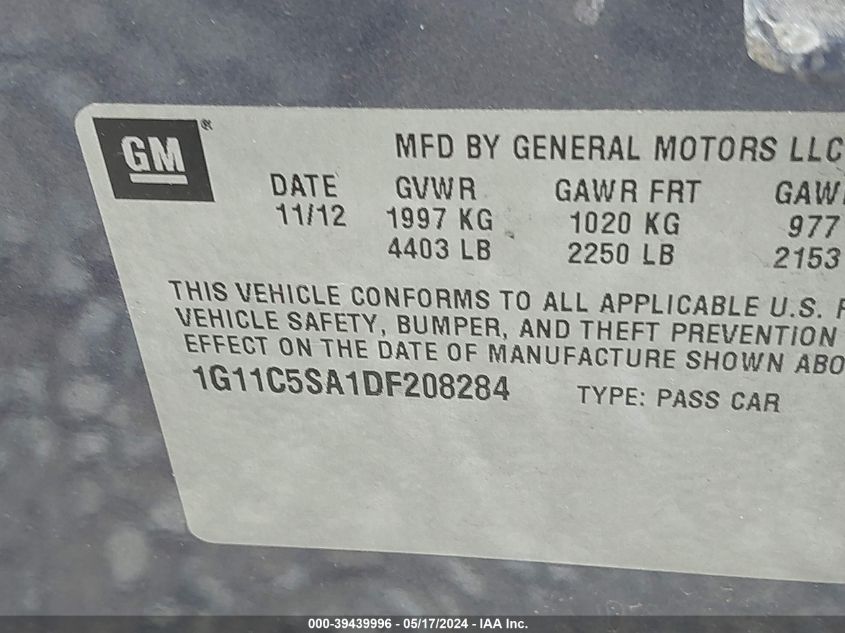 GM ®
MFD BY GENERAL MOTORS LLC
DATE GVWR GAWR FRT
11/12 1997 KG 1020 KG 977
4403 LB 2250 LB 2153
THIS VEHICLE CONFORMS TO ALL APPLICABLE U.S.
VEHICLE SAFETY, BUMPER, AND THEFT PREVENTION
EFFECT ON THE DATE OF MANUFACTURE SHOWN
1G11C5SA1DF208284 TYPE: PASS CAR
000-39439996 - 05/17/2024 - IAA Inc.